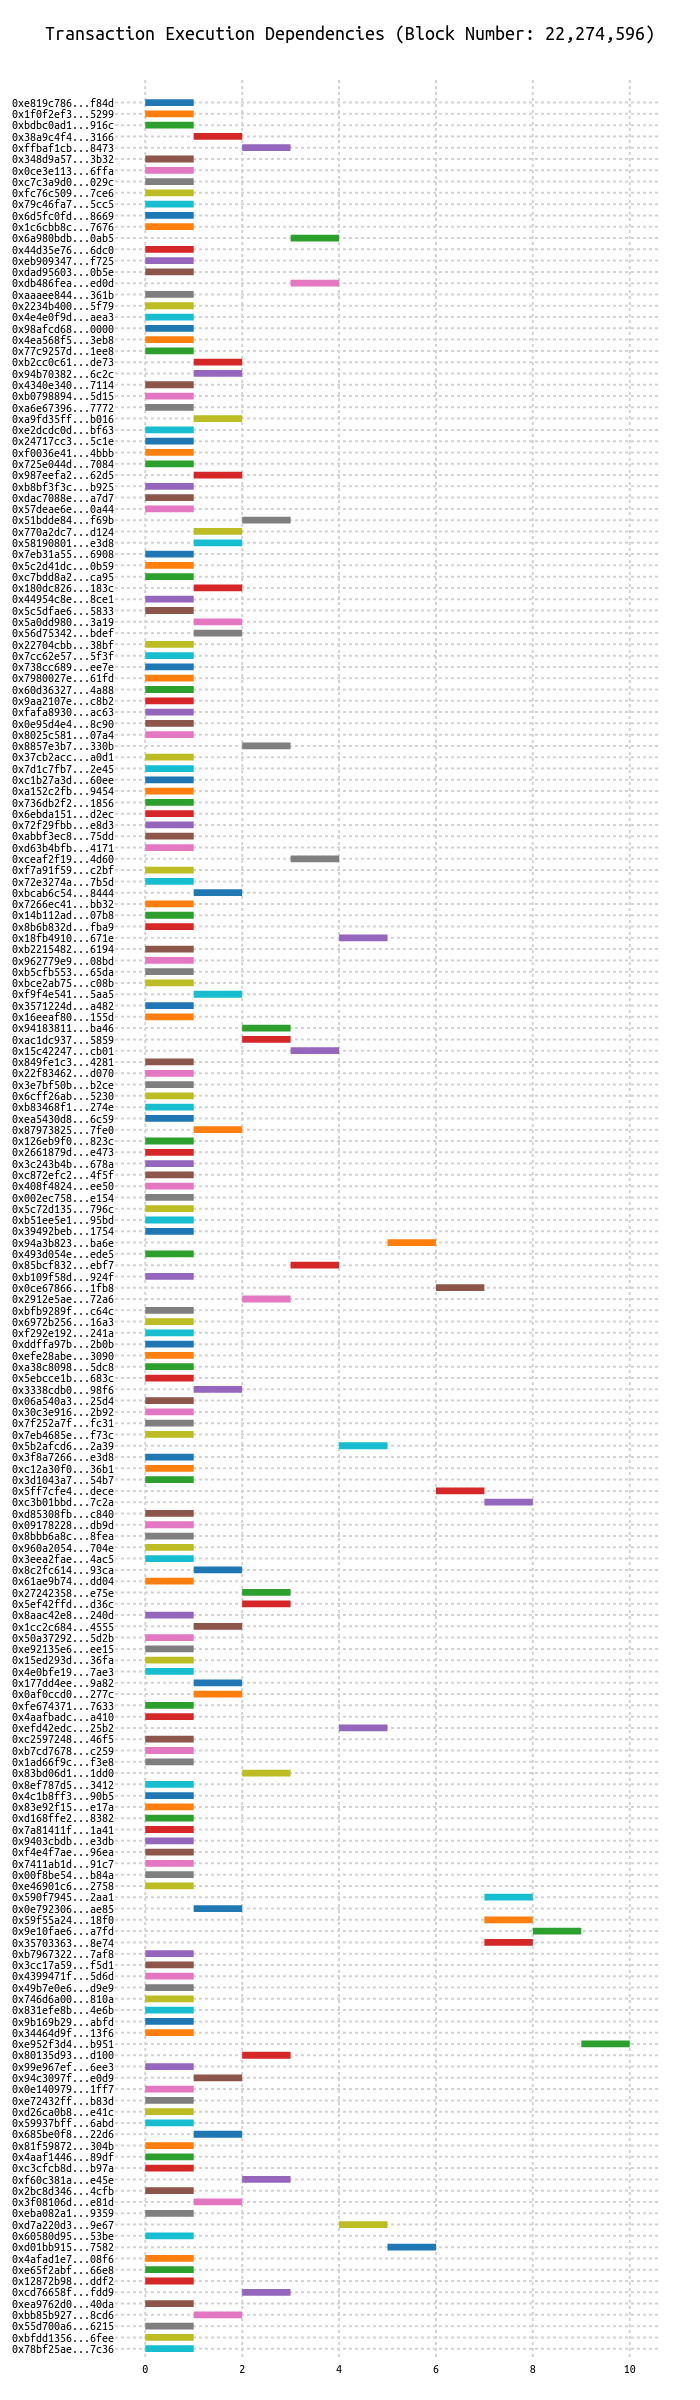 Transaction Execution Dependencies (Block Number: 22,274,596)
0xe819c786...f84d
0x1f0f2ef3...5299
0xbdbc0ad1...916c
0x38a9c4f4...3166
0xffbaf1cb...8473
0x348d9a57...3b32
0x0ce3e113...6ffa
0xc7c3a9d0...029c
0xfc76c509...7ce6
0x79c46fa7...5cc5
0x6d5fc0fd...8669
0x1c6cbb8c...7676
0x6a980bdb...0ab5
0x44d35e76...6dc0
0xeb909347...f725
0xdad95603...0b5e
0xdb486fea...ed0d
0xaaaee844...361b
0x2234b400...5f79
0x4e4e0f9d...aea3
0x98afcd68...0000
0x4ea568f5...3eb8
0x77c9257d...1ee8
0xb2cc0c61...de73
0x94b70382...6c2c
0x4340e340...7114
0xb0798894...5d15
0xa6e67396...7772
0xa9fd35ff...b016
0xe2dcdc0d...bf63
0x24717cc3...5c1e
0xf0036e41...4bbb
0x725e044d...7084
0x987eefa2...62d5
0xb8bf3f3c...b925
0xdac7088e...a7d7
0x57deae6e...0a44
0x51bdde84...f69b
0x770a2dc7...d124
0x58190801...e3d8
0x7eb31a55...6908
0x5c2d41dc...0b59
0xc7bdd8a2...ca95
0x180dc826...183c
0x44954c8e...8ce1
0x5c5dfae6...5833
0x5a0dd980...3a19
0x56d75342...bdef
0x22704cbb...38bf
0x7cc62e57...5f3f
0x738cc689...ee7e
0x7980027e...61fd
0x60d36327...4a88
0x9aa2107e...c8b2
0xfafa8930...ac63
0x0e95d4e4...8c90
0x8025c581...07a4
0x8857e3b7...330b
0x37cb2acc...a0d1
0x7d1c7fb7...2e45
0xc1b27a3d...60ee
0xa152c2fb...9454
0x736db2f2...1856
0x6ebda151...d2ec
0x72f29fbb...e8d3
0xabbf3ec8...75dd
0xd63b4bfb...4171
0xceaf2f19...4d60
0xf7a91f59...c2bf
0x72e3274a...7b5d
0xbcab6c54...8444
0x7266ec41...bb32
0x14b112ad...07b8
0x8b6b832d...fba9
0x18fb4910...671e
0xb2215482...6194
0x962779e9...08bd
0xb5cfb553...65da
0xbce2ab75...c08b
0xf9f4e541...5aa5
0x3571224d...a482
0x16eeaf80...155d
0x94183811...ba46
0xac1dc937...5859
0x15c42247...cb01
0x849fe1c3...4281
0x22f83462...d070
0x3e7bf50b...b2ce
0x6cff26ab...5230
0xb83468f1...274e
0xea5430d8...6c59
0x87973825...7fe0
0x126eb9f0...823c
0x2661879d...e473
0x3c243b4b...678a
0xc872efc2...4f5f
0x408f4824...ee50
0x002ec758...e154
0x5c72d135...796c
0xb51ee5e1...95bd
0x39492beb...1754
0x94a3b823...ba6e
0x493d054e...ede5
0x85bcf832...ebf7
0xb109f58d...924f
0x0ce67866...1fb8
0x2912e5ae...72a6
0xbfb9289f...c64c
0x6972b256...16a3
0xf292e192...241a
0xddffa97b...2b0b
0xefe28abe...3090
0xa38c8098...5dc8
0x5ebcce1b...683c
0x3338cdb0...98f6
0x06a540a3...25d4
0x30c3e916...2b92
0x7f252a7f...fc31
0x7eb4685e...f73c
0x5b2afcd6...2a39
0x3f8a7266...e3d8
0xc12a30f0...36b1
0x3d1043a7...54b7
0x5ff7cfe4...dece
0xc3b01bbd...7c2a
0xd85308fb...c840
0x09178228...db9d
0x8bbb6a8c...8fea
0x960a2054...704e
0x3eea2fae...4ac5
0x8c2fc614...93ca
0x61ae9b74...dd04
0x27242358...e75e
0x5ef42ffd...d36c
0x8aac42e8...240d
0x1cc2c684...4555
0x50a37292...5d2b
0xe92135e6...ee15
0x15ed293d...36fa
0x4e0bfe19...7ae3
0x177dd4ee...9a82
0x0af0ccd0...277c
0xfe674371...7633
0x4aafbadc...a410
0xefd42edc...25b2
0xc2597248...46f5
0xb7cd7678...c259
0x1ad66f9c...f3e8
0x83bd06d1...1dd0
0x8ef787d5...3412
0x4c1b8ff3...90b5
0x83e92f15...e17a
0xd168ffe2...8382
0x7a81411f...1a41
0x9403cbdb...e3db
0xf4e4f7ae...96ea
0x7411ab1d...91c7
0x00f8be54...b84a
0xe46901c6...2758
0x590f7945...2aa1
0x0e792306...ae85
0x59f55a24...18f0
0x9e10fae6...a7fd
0x35703363...8e74
0xb7967322...7af8
0x3cc17a59...f5d1
0x4399471f...5d6d
0x49b7e0e6...d9e9
0x746d6a00...810a
0x831efe8b...4e6b
0x9b169b29...abfd
0x34464d9f...13f6
0xe952f3d4...b951
0x80135d93...d100
0x99e967ef...6ee3
0x94c3097f...e0d9
0x0e140979...1ff7
0xe72432ff...b83d
0xd26ca0b8...e41c
0x59937bff...6abd
0x685be0f8...22d6
0x81f59872...304b
0x4aaf1446...89df
0xc3cfcb8d...b97a
0xf60c381a...e45e
0x2bc8d346...4cfb
0x3f08106d...e81d
0xeba082a1...9359
0xd7a220d3...9e67
0x60580d95...53be
0xd01bb915...7582
0x4afad1e7...08f6
0xe65f2abf...66e8
0x12872b98...ddf2
0xcd76658f...fdd9
0xea9762d0...40da
0xbb85b927...8cd6
0x55d700a6...6215
0xbfdd1356...6fee
0x78bf25ae...7c36
0 2 4 6 8 10